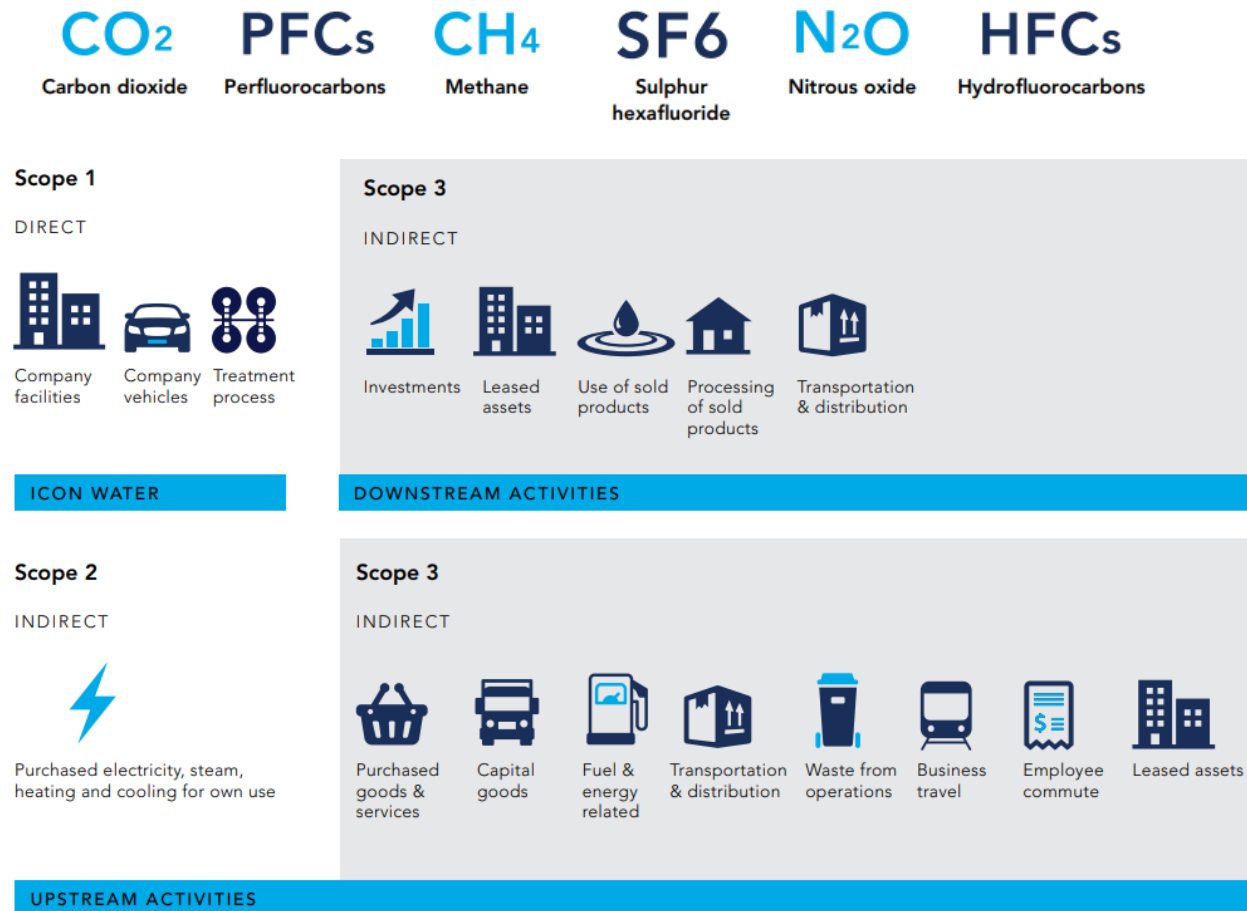 CO2 PFCs CH4 SF6 N2O HFCs
Carbon dioxide Perfluorocarbons Methane Sulphur Nitrous oxide Hydrofluorocarbons
hexafluoride
Scope 1
DIRECT
Company Company Treatment
facilities vehicles process
ICON WATER
Scope 3
INDIRECT
Investments Leased Use of sold Processing Transportation
assets products of sold & distribution
products
DOWNSTREAM ACTIVITIES
Scope 2
INDIRECT
Purchased electricity, steam,
heating and cooling for own use
Scope 3
INDIRECT
$
Purchased Capital Fuel & Transportation Waste from Business Employee Leased assets
goods & goods energy & distribution operations travel commute
services related
UPSTREAM ACTIVITIES